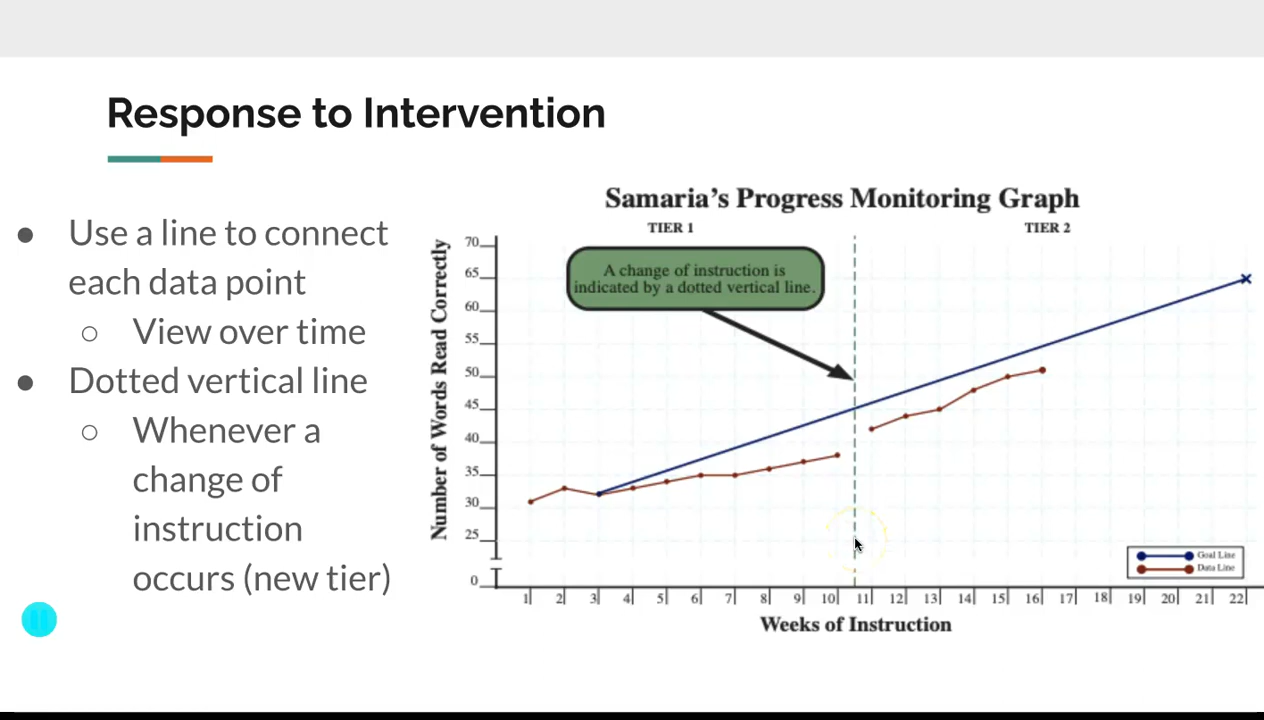 Response to Intervention
● Use a line to connect
each data point
○ View over time
● Dotted vertical line
○ Whenever a
change of
instruction
occurs (new tier)
Samaria’s Progress Monitoring Graph
TIER 1
TIER 2
A change of instruction is
indicated by a dotted vertical line.
Number of Words Read Correctly
70
65
60
55
50
45
40
35
30
25
0
1 2 3 4 5 6 7 8 9 10 11 12 13 14 15 16 17 18 19 20 21 22
Weeks of Instruction
Goal Line
Data Line